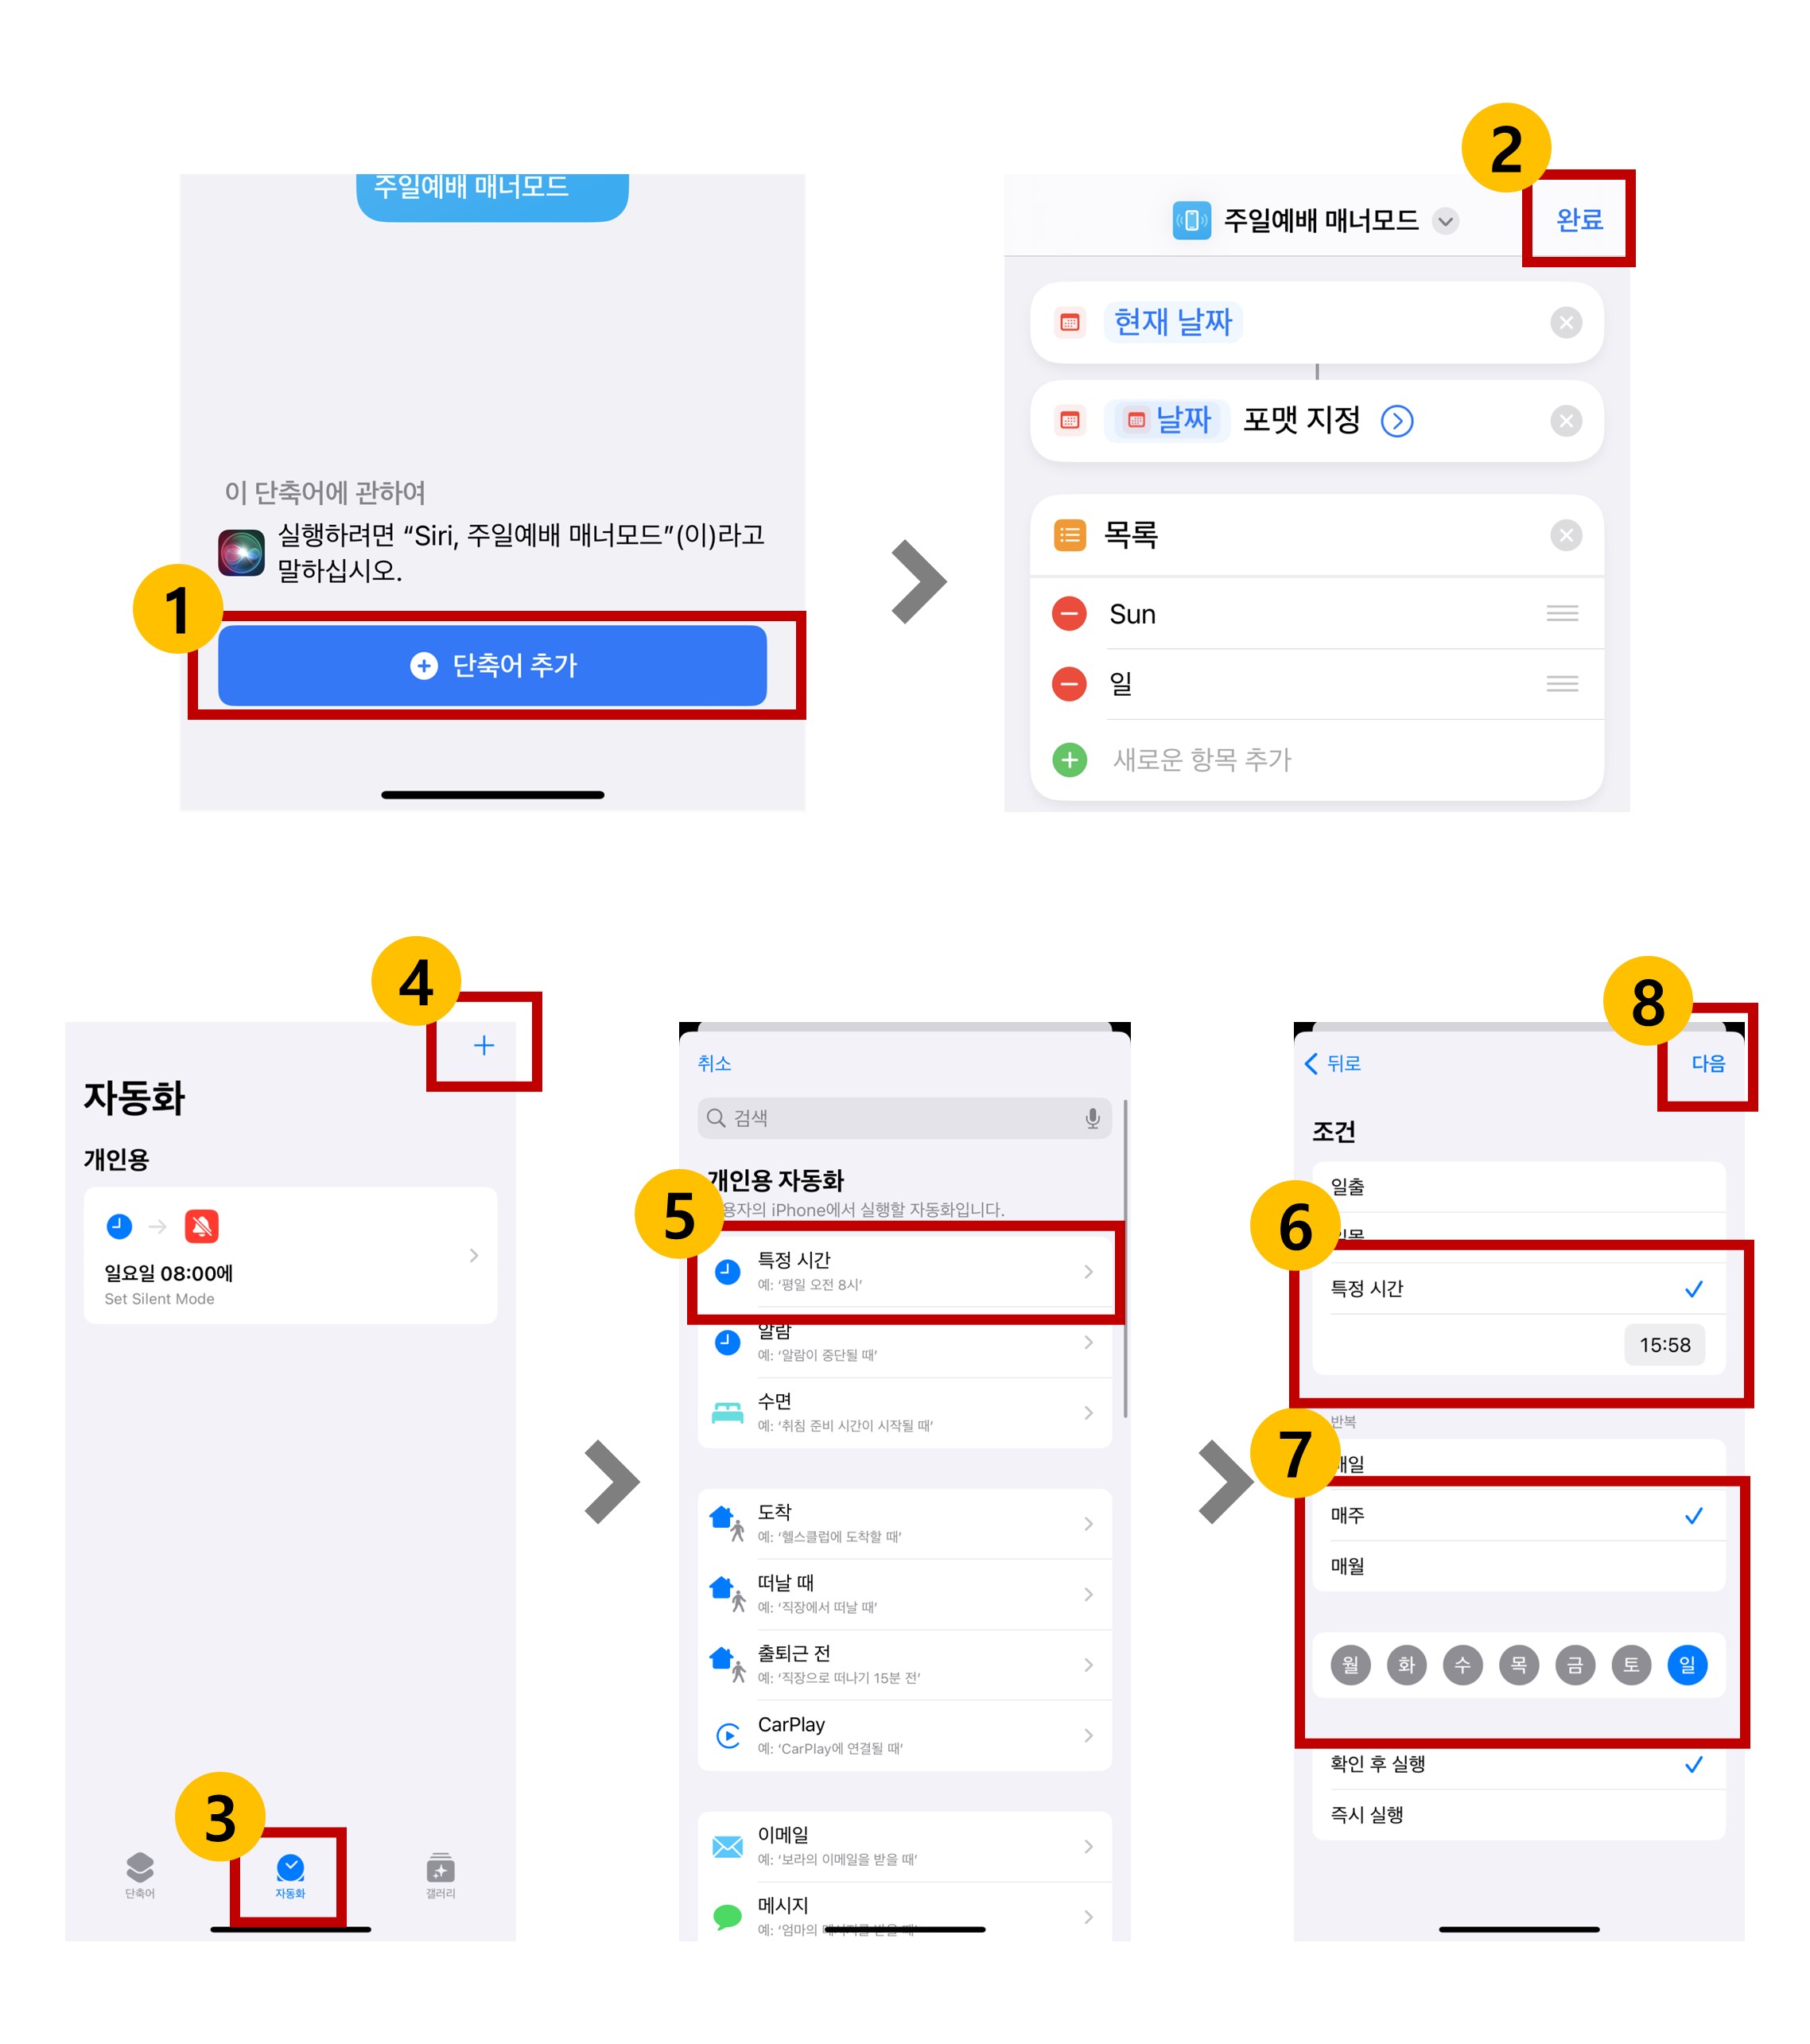 주일예배 매너모드
이 단축어에 관하여
실행하려면 “Siri, 주일예배 매너모드”(이)라고
말하십시오.
1
단축어 추가
2
주일예배 매너모드
완료
현재 날짜
날짜 포맷 지정
목록
Sun
일
새로운 항목 추가
4
자동화
개인용
일요일 08:00에
Set Silent Mode
3
단축어
자동화
갤러리
취소
검색
개인용 자동화
5
용자의 iPhone에서 실행할 자동화입니다.
특정 시간
예: ‘평일 오전 8시’
알람
예: ‘알람이 중단될 때’
수면
예: ‘취침 준비 시간이 시작될 때’
도착
예: ‘헬스클럽에 도착할 때’
떠날 때
예: ‘직장에서 떠날 때’
출퇴근 전
예: ‘직장으로 떠나기 15분 전’
CarPlay
예: ‘CarPlay에 연결될 때’
이메일
예: ‘보라의 이메일을 받을 때’
메시지
예: ‘엄마의 메시지를 받을 때’
8
뒤로
다음
조건
일출
6
일몰
특정 시간
15:58
반복
7
매일
매주
매월
월 화 수 목 금 토 일
확인 후 실행
즉시 실행